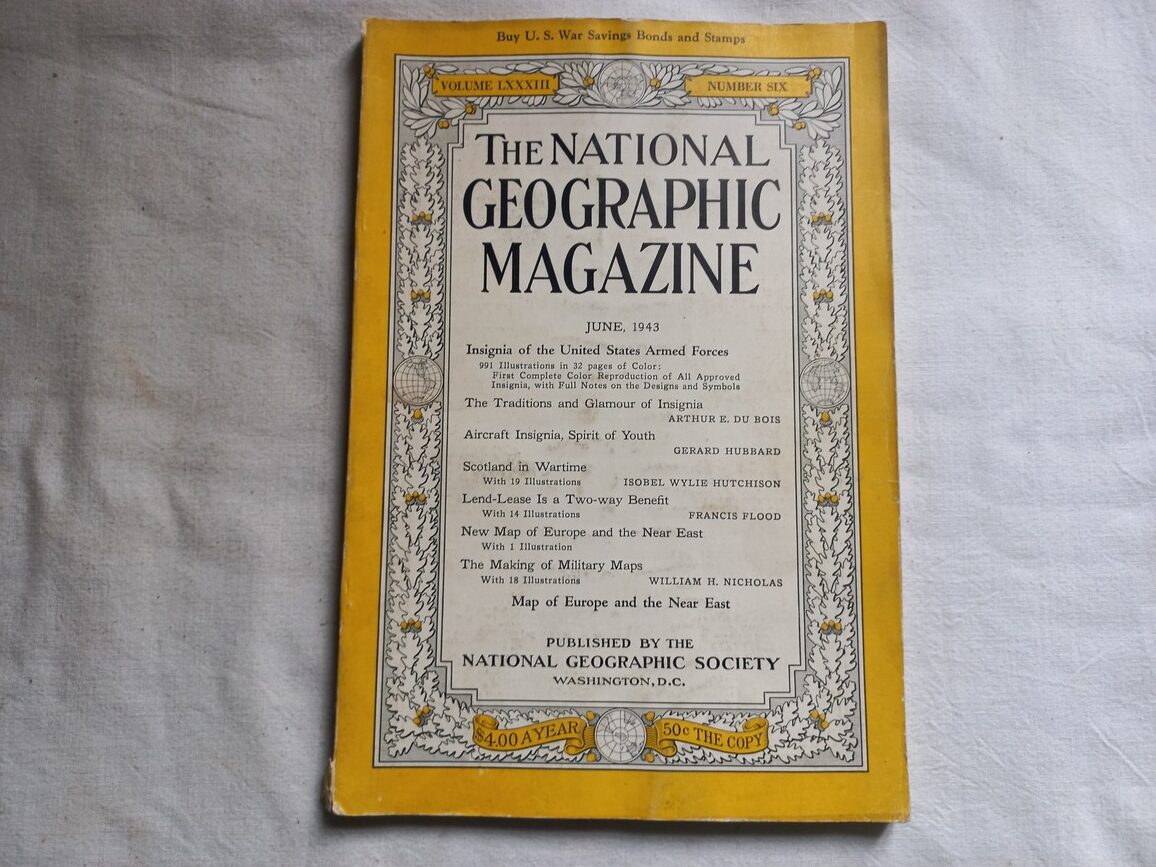 Buy U. S. War Savings Bonds and Stamps
VOLUME LXXXIII
NUMBER SIX
THE NATIONAL
GEOGRAPHIC
MAGAZINE
JUNE, 1943
Insignia of the United States Armed Forces
991 Illustrations in 32 pages of Color:
First Complete Color Reproduction of All Approved
Insignia, with Full Notes on the Designs and Symbols
The Traditions and Glamour of Insignia
ARTHUR E. DU BOIS
Aircraft Insignia, Spirit of Youth
GERARD HUBBARD
Scotland in Wartime
With 19 Illustrations ISOBEL WYLIE HUTCHISON
Lend-Lease Is a Two-way Benefit
With 14 Illustrations FRANCIS FLOOD
New Map of Europe and the Near East
With 1 Illustration
The Making of Military Maps
With 18 Illustrations WILLIAM H. NICHOLAS
Map of Europe and the Near East
PUBLISHED BY THE
NATIONAL GEOGRAPHIC SOCIETY
WASHINGTON, D.C.
$4.00 A YEAR
50c THE COPY